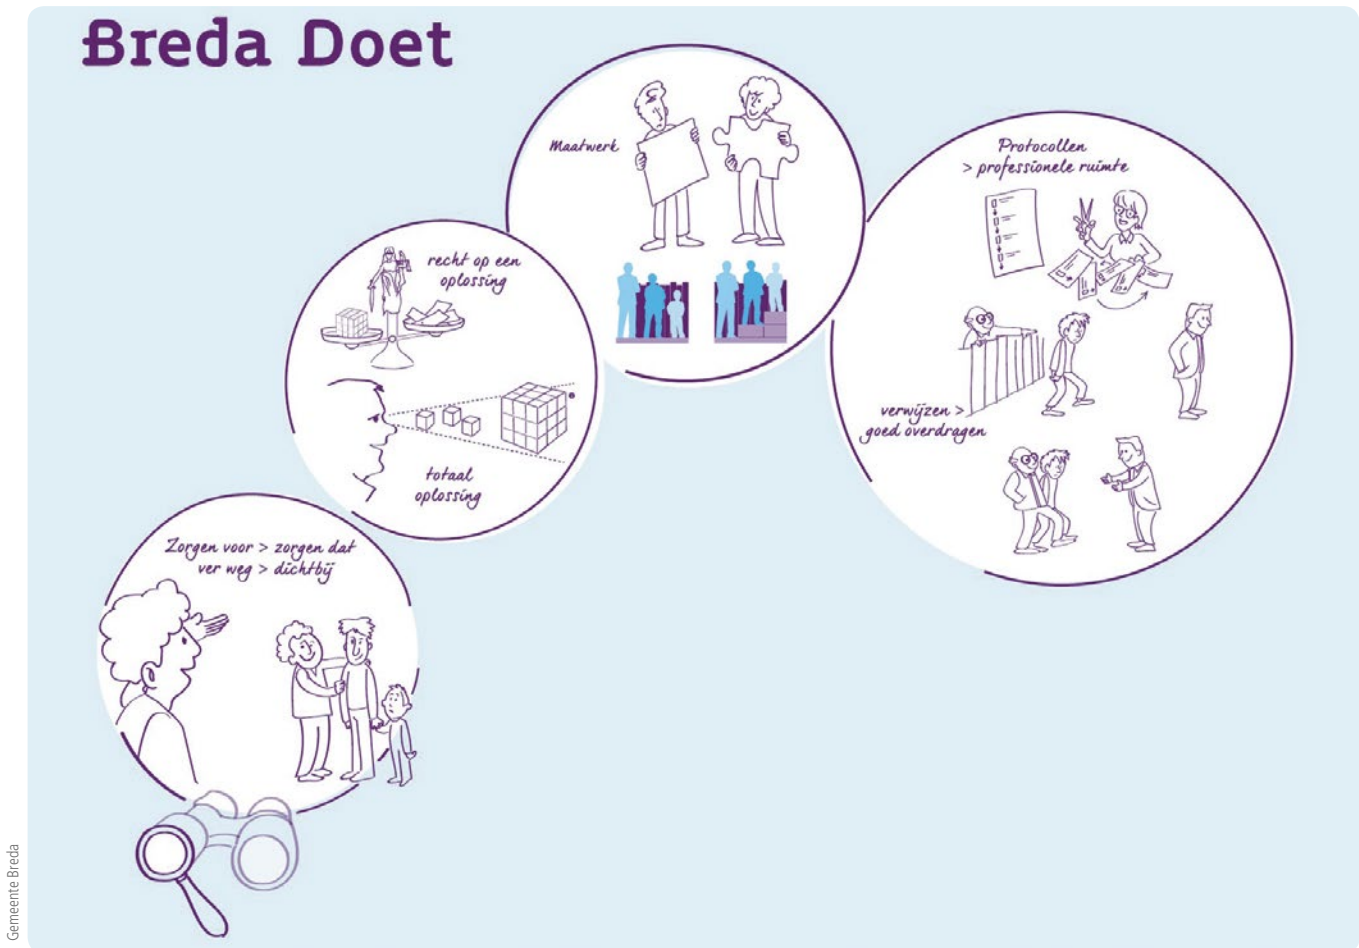 Breda Doet
Maatwerk
Protocollen
> professionele ruimte
recht op een
oplossing
verwijzen >
goed overdragen
totaal
oplossing
Zorgen voor > zorgen dat
ver weg > dichtbij
Gemeente Breda